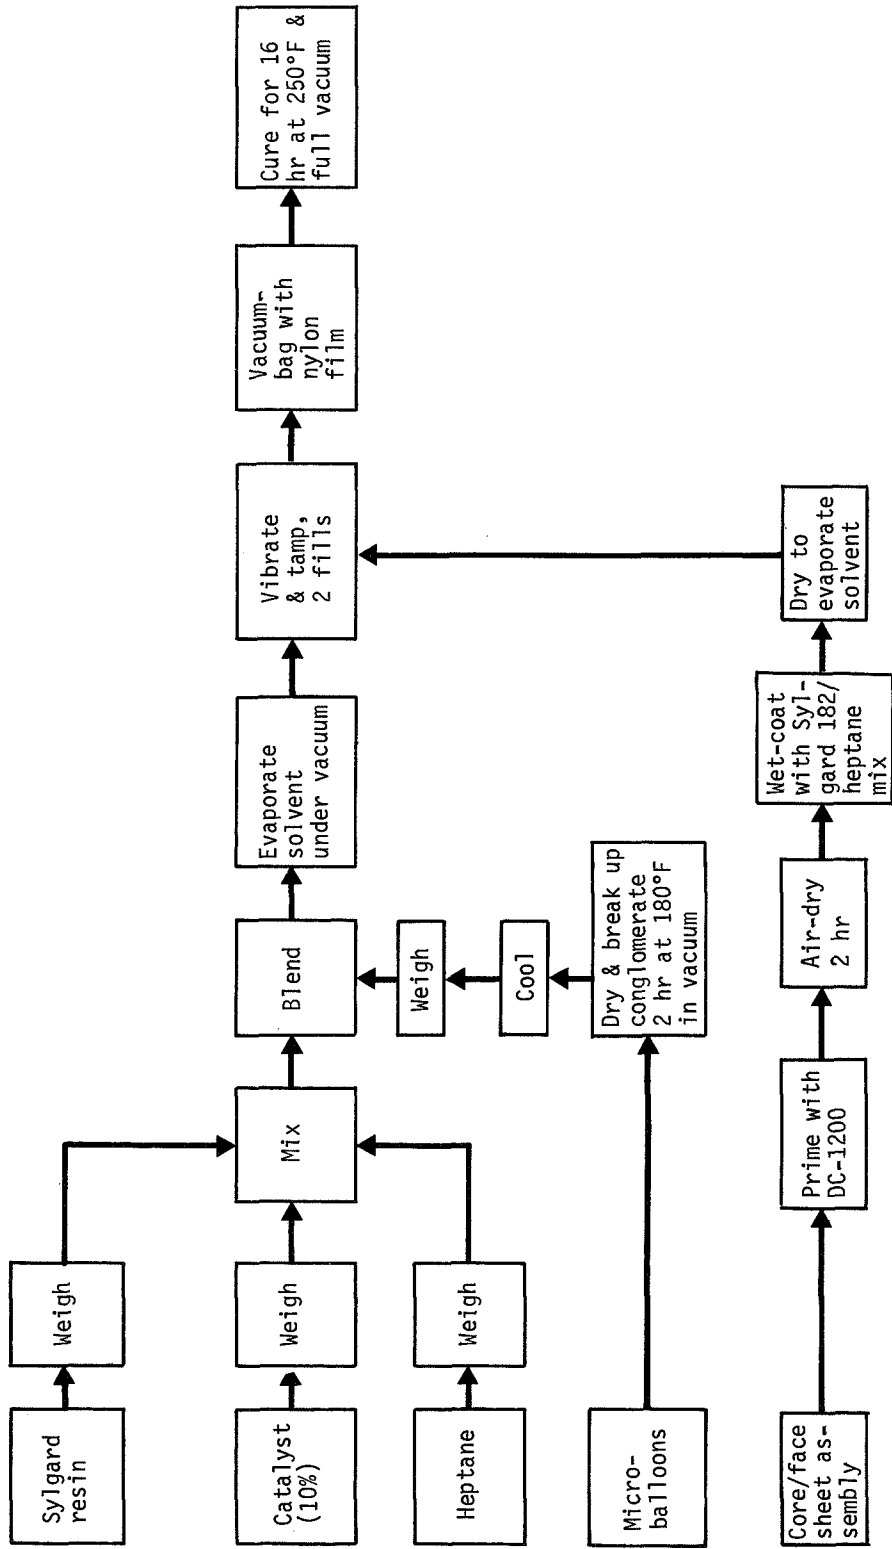 Sylgard
resin
Weigh
Catalyst
(10%)
Weigh
Heptane
Weigh
Mix
Blend
Evaporate
solvent
under vacuum
Vibrate
& tamp,
2 fills
Vacuum-
bag with
nylon
film
Cure for 16
hr at 250°F &
full vacuum
Micro-
balloons
Dry & break up
conglomerate
2 hr at 180°F
in vacuum
Cool
Weigh
Core/face
sheet as-
sembly
Prime with
DC-1200
Air-dry
2 hr
Wet-coat
with Syl-
gard 182/
heptane
mix
Dry to
evaporate
solvent